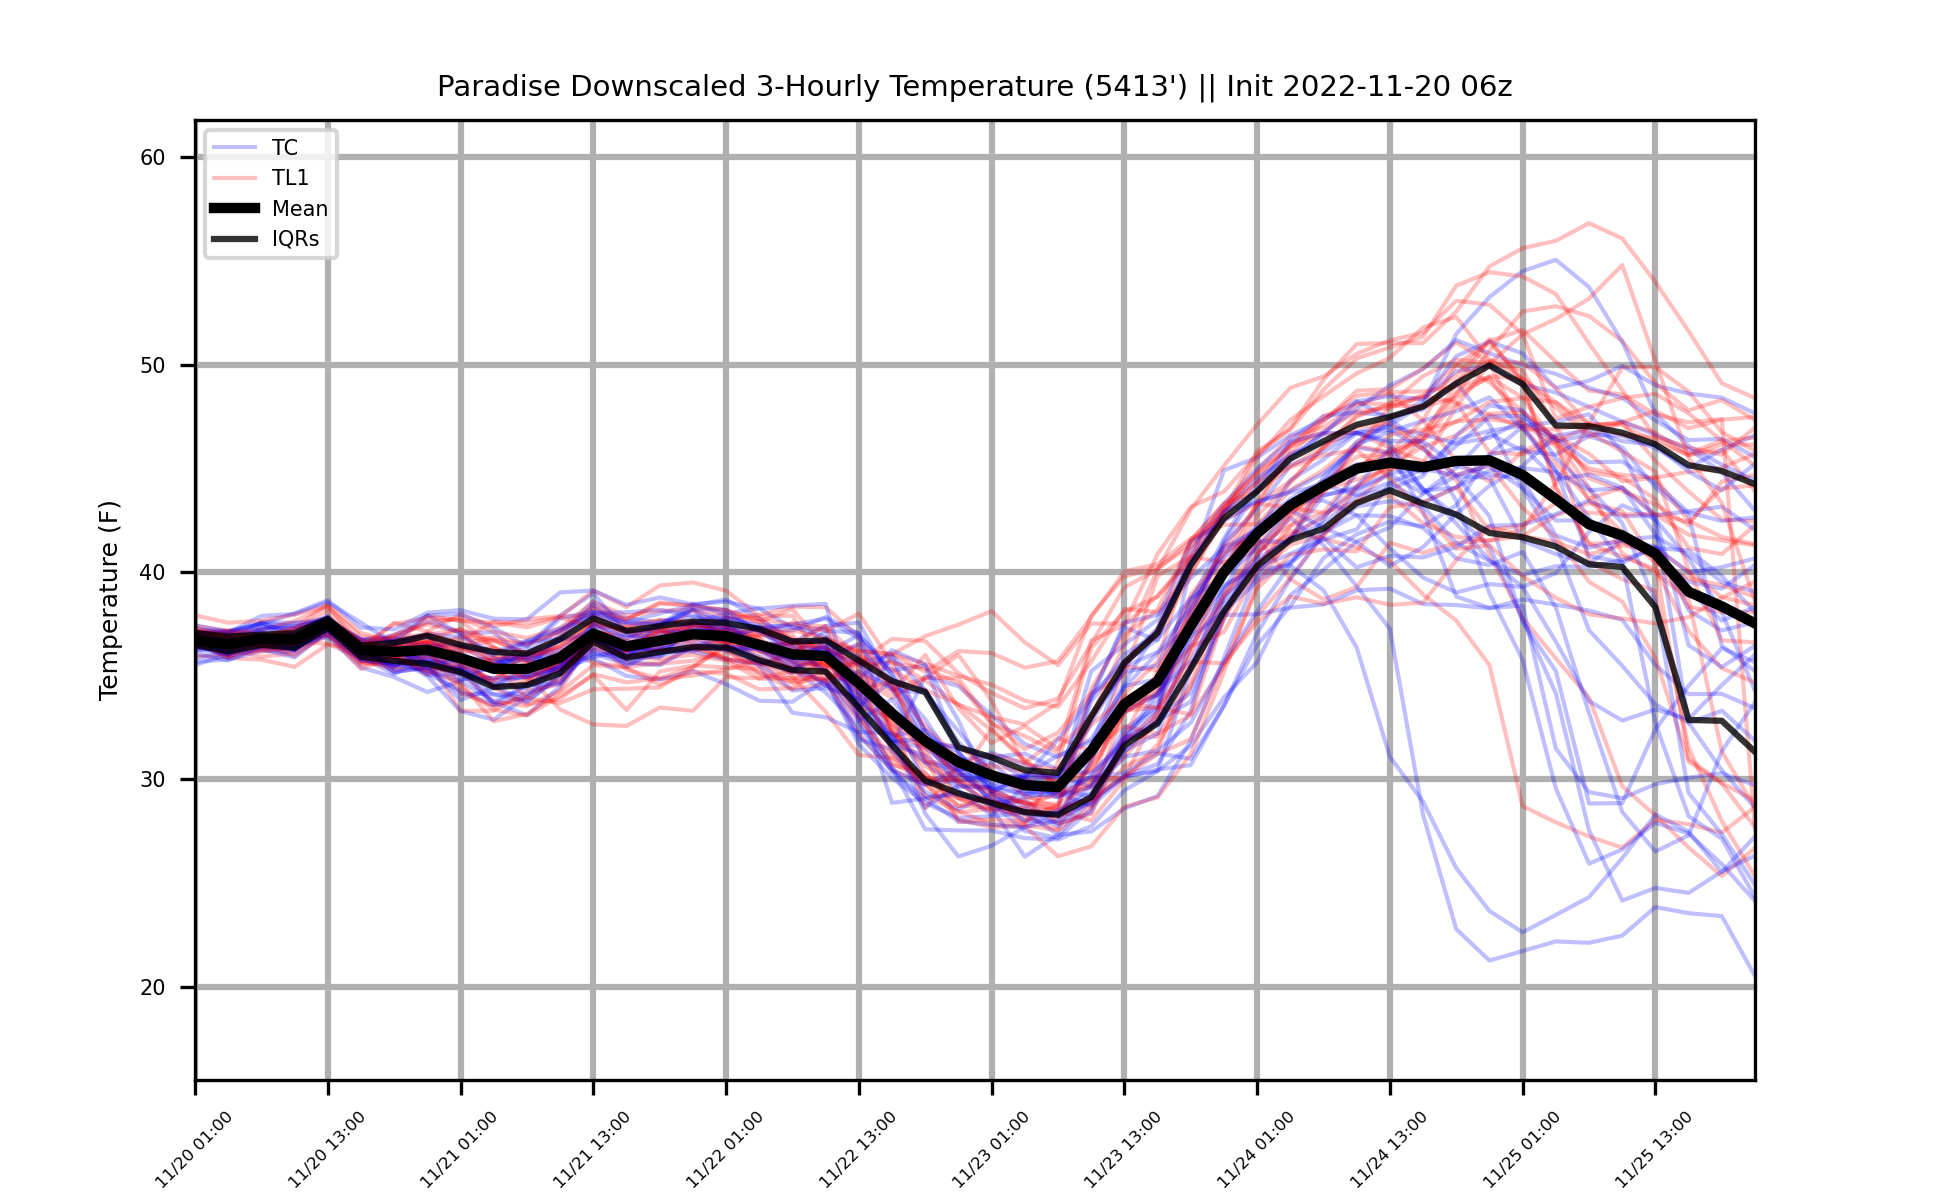 Paradise Downscaled 3-Hourly Temperature (5413') || Init 2022-11-20 06z
TC
TL1
Mean
IQRs
Temperature (F)
60
50
40
30
20
11/20 01:00
11/20 13:00
11/21 01:00
11/21 13:00
11/22 01:00
11/22 13:00
11/23 01:00
11/23 13:00
11/24 01:00
11/24 13:00
11/25 01:00
11/25 13:00